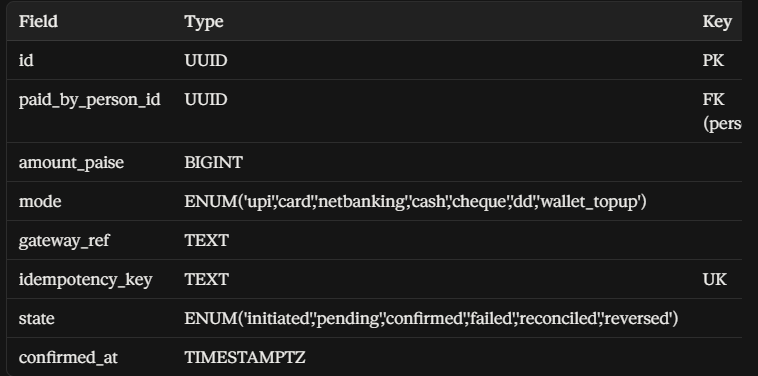 Field Type Key
id UUID PK
paid_by_person_id UUID FK
(pers
amount_paise BIGINT
mode ENUM('upi','card','netbanking','cash','cheque','dd','wallet_topup')
gateway_ref TEXT
idempotency_key TEXT UK
state ENUM('initiated','pending','confirmed','failed','reconciled','reversed')
confirmed_at TIMESTAMPTZ